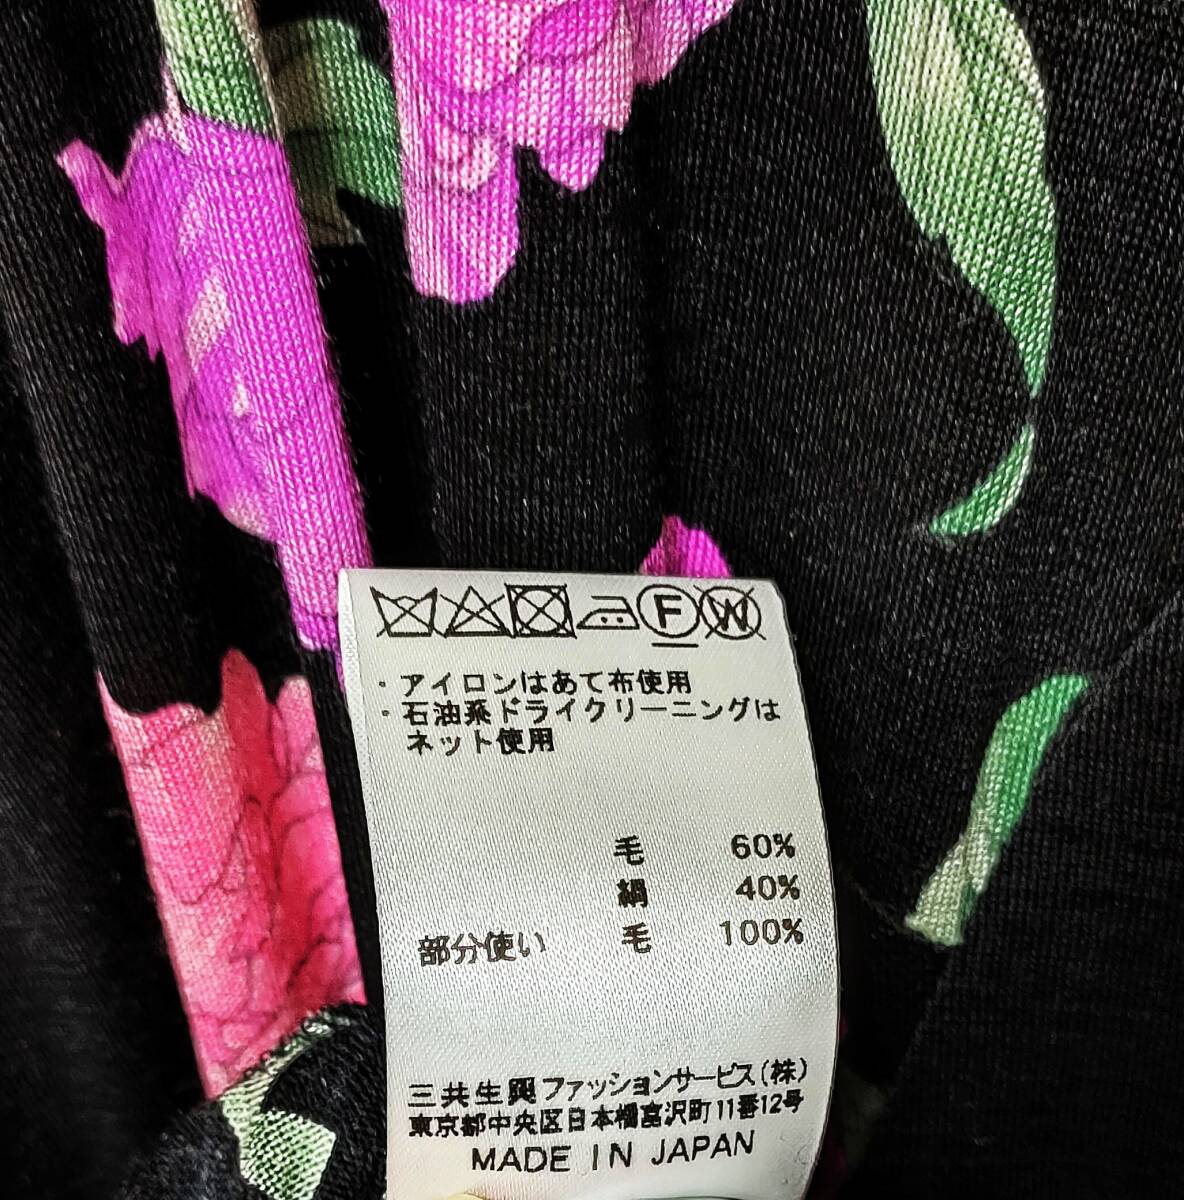 F W
・アイロンはあて布使用
・石油系ドライクリーニングは
ネット使用
毛 60%
絹 40%
部分使い 毛 100%
三共生興ファッションサービス(株)
東京都中央区日本橋富沢町11番12号
MADE IN JAPAN